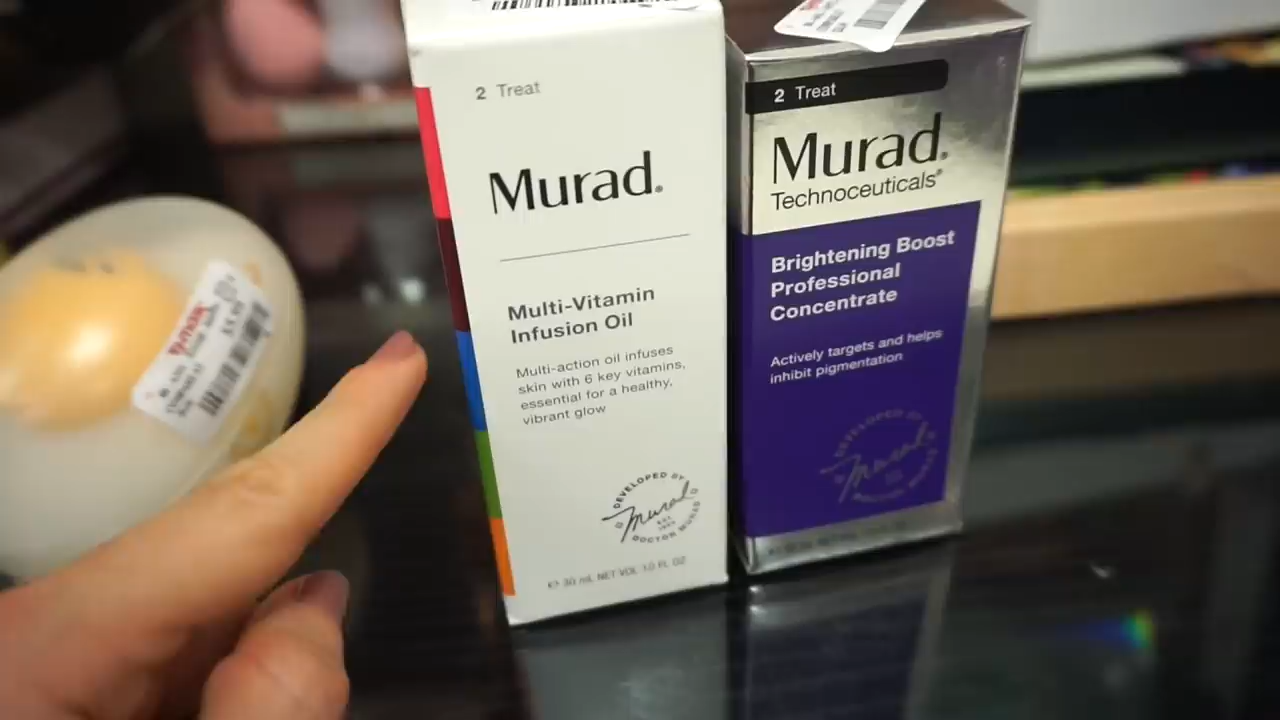 2 Treat
Murad.
Multi-Vitamin
Infusion Oil
Multi-action oil infuses
skin with 6 key vitamins,
essential for a healthy,
vibrant glow
DEVELOPED BY
Murad
DOCTOR MURAD
30 mL NET VOL 1.0 FL OZ
2 Treat
Murad.
Technoceuticals®
Brightening Boost
Professional
Concentrate
Actively targets and helps
inhibit pigmentation
DEVELOPED BY
Murad
DOCTOR MURAD